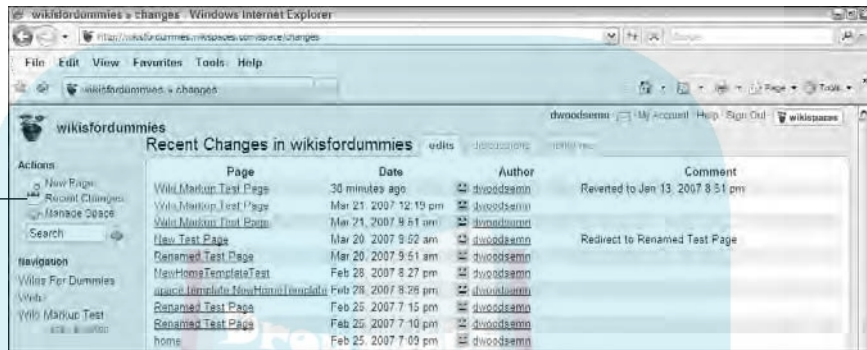 wikisfordummies » changes - Windows Internet Explorer
File Edit View Favorites Tools Help
wikisfordummies » changes
Page Tools
dwoodsemn My Account Help Sign Out wikispaces
wikisfordummies
Recent Changes in wikisfordummies edits discussions
Actions
New Page
Recent Changes
Manage Space
Search
Navigation
Wikis For Dummies
Wiki Markup Test
Page Date Author Comment
Wiki Markup Test Page 30 minutes ago dwoodsemn Reverted to Jan 13, 2007 8:51 pm
Wiki Markup Test Page Mar 21, 2007 12:19 pm dwoodsemn
Wiki Markup Test Page Mar 21, 2007 9:51 am dwoodsemn
New Test Page Mar 20, 2007 9:52 am dwoodsemn Redirect to Renamed Test Page
Renamed Test Page Mar 20, 2007 9:51 am dwoodsemn
NewHomeTemplateTest Feb 28, 2007 8:27 pm dwoodsemn
space.template.NewHomeTemplate Feb 28, 2007 8:26 pm dwoodsemn
Renamed Test Page Feb 25, 2007 7:15 pm dwoodsemn
Renamed Test Page Feb 25, 2007 7:10 pm dwoodsemn
home Feb 25, 2007 7:09 pm dwoodsemn